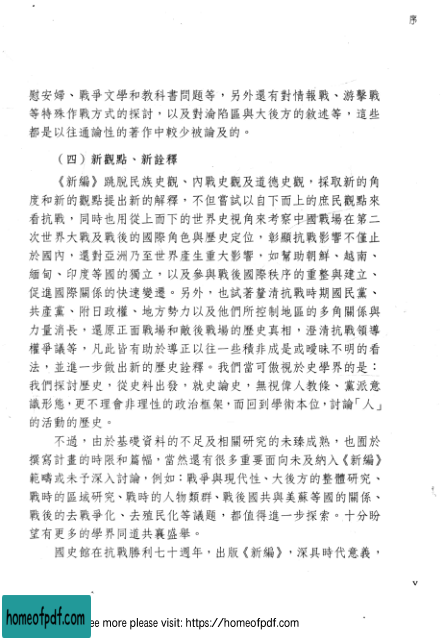 序
慰安婦、戰爭文學和教科書問題等，另外還有對情報戰、游擊戰
等特殊作戰方式的探討，以及對淪陷區與大後方的敘述等，這些
都是以往通論性的著作中較少被論及的。
（四）新觀點、新詮釋
《新編》跳脫民族史觀、內戰史觀及道德史觀，採取新的角
度和新的觀點提出新的解釋，不但嘗試以自下而上的庶民觀點來
看抗戰，同時也用從上而下的世界史視角來考察中國戰場在第二
次世界大戰及戰後的國際角色與歷史定位，彰顯抗戰影響不僅止
於國內，還對亞洲乃至世界產生重大影響，如幫助朝鮮、越南、
緬甸、印度等國的獨立，以及參與戰後國際秩序的重整與建立、
促進國際關係的快速變遷。另外，也試著釐清抗戰時期國民黨、
共產黨、附日政權、地方勢力以及他們所控制地區的多角關係與
力量消長，還原正面戰場和敵後戰場的歷史真相，澄清抗戰領導
權爭議等，凡此皆有助於導正以往一些積非成是或曖昧不明的看
法，並進一步做出新的歷史詮釋。我們當可傲視於史學界的是：
我們探討歷史，從史料出發，就史論史，無視偉人教條、黨派意
識形態，更不理會非理性的政治框架，而回到學術本位，討論「人」
的活動的歷史。
不過，由於基礎資料的不足及相關研究的未臻成熟，也囿於
撰寫計畫的時限和篇幅，當然還有很多重要面向未及納入《新編》
範疇或未予深入討論，例如：戰爭與現代性、大後方的整體研究、
戰時的區域研究、戰時的人物類群、戰後國共與美蘇等國的關係、
戰後的去戰爭化、去殖民化等議題，都值得進一步探索。十分盼
望有更多的學界同道共襄盛舉。
國史館在抗戰勝利七十週年，出版《新編》，深具時代意義，
v
homeofpdf.com
ee more please visit: https://homeofpdf.com